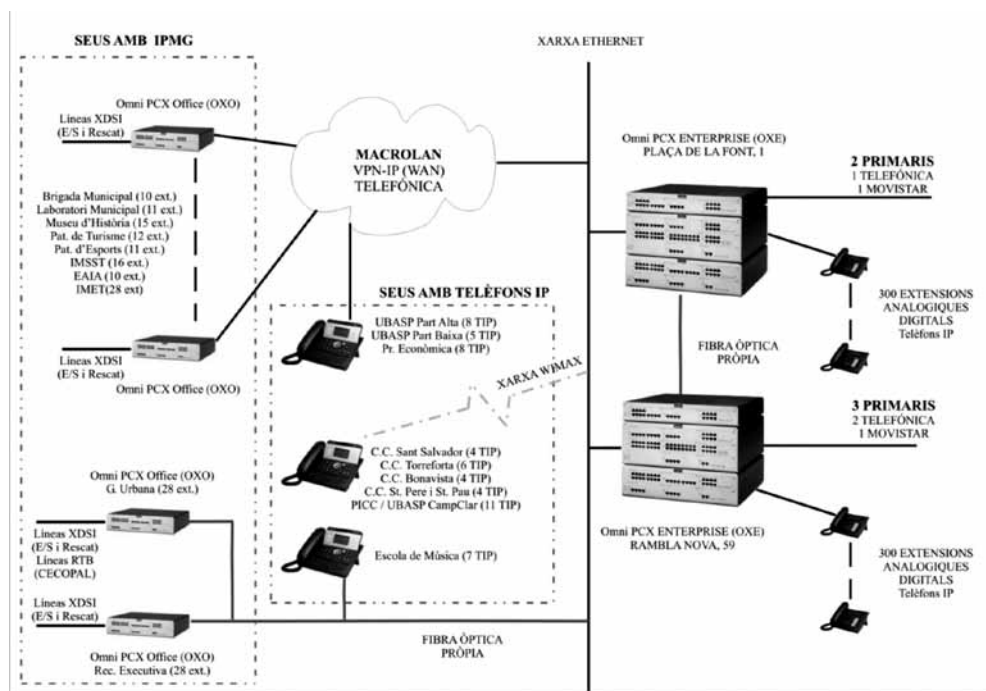 SEUS AMB IPMG
XARXA ETHERNET
Omni PCX Office (OXO)
Líneas XDSI
(E/S i Rescat)
Brigada Municipal (10 ext.)
Laboratori Municipal (11 ext.)
Museu d'Història (15 ext.)
Pat. de Turisme (12 ext.)
Pat. d'Esports (11 ext.)
IMSST (16 ext.)
EAIA (10 ext.)
IMET(28 ext)
Líneas XDSI
(E/S i Rescat)
Omni PCX Office (OXO)
Omni PCX Office (OXO)
G. Urbana (28 ext.)
Líneas XDSI
(E/S i Rescat)
Líneas RTB
(CECOPAL)
Líneas XDSI
(E/S i Rescat)
Omni PCX Office (OXO)
Rec. Executiva (28 ext.)
MACROLAN
VPN-IP (WAN)
TELEFÓNICA
SEUS AMB TELÈFONS IP
UBASP Part Alta (8 TIP)
UBASP Part Baixa (5 TIP)
Pr. Econòmica (8 TIP)
XARXA WIMAX
C.C. Sant Salvador (4 TIP)
C.C. Torreforta (6 TIP)
C.C. Bonavista (4 TIP)
C.C. St. Pere i St. Pau (4 TIP)
PICC / UBASP CampClar (11 TIP)
Escola de Música (7 TIP)
FIBRA ÒPTICA
PRÒPIA
Omni PCX ENTERPRISE (OXE)
PLAÇA DE LA FONT, 1
2 PRIMARIS
1 TELEFÓNICA
1 MOVISTAR
300 EXTENSIONS
ANALOGIQUES
DIGITALS
Telèfons IP
FIBRA ÒPTICA
PRÒPIA
3 PRIMARIS
2 TELEFÓNICA
1 MOVISTAR
Omni PCX ENTERPRISE (OXE)
RAMBLA NOVA, 59
300 EXTENSIONS
ANALOGIQUES
DIGITALS
Telèfons IP